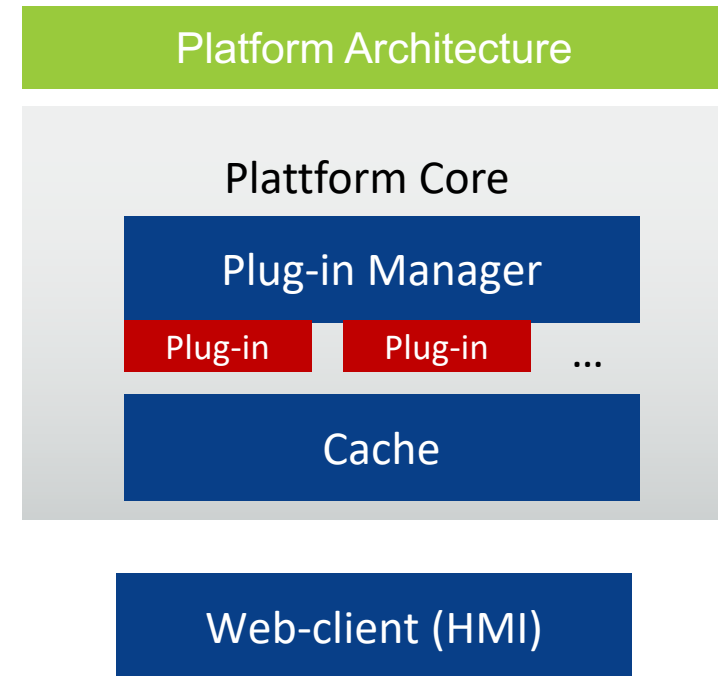 Platform Architecture
Plattform Core
Plug-in Manager
Plug-in Plug-in ...
Cache
Web-client (HMI)